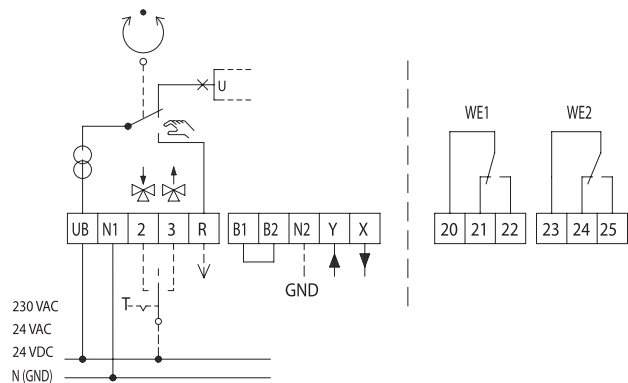 U
WE1
WE2
UB N1 2 3 R B1 B2 N2 Y X
20 21 22 23 24 25
GND
T
230 VAC
24 VAC
24 VDC
N (GND)